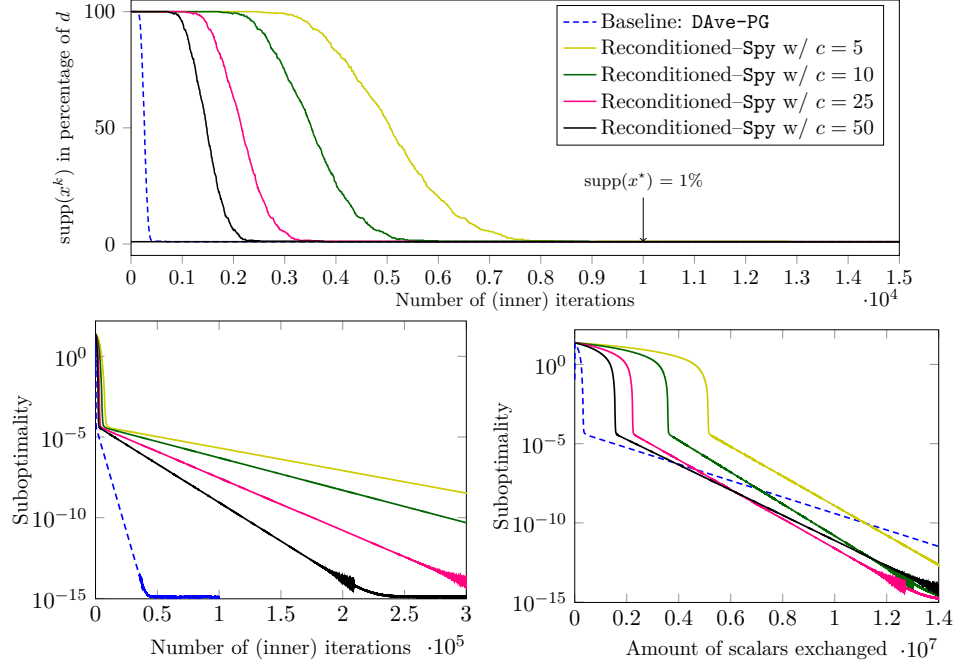 100
50
0
supp(x^k) in percentage of d
Baseline: DAve-PG
Reconditioned–Spy w/ c = 5
Reconditioned–Spy w/ c = 10
Reconditioned–Spy w/ c = 25
Reconditioned–Spy w/ c = 50
supp(x^⋆) = 1%
0 0.1 0.2 0.3 0.4 0.5 0.6 0.7 0.8 0.9 1 1.1 1.2 1.3 1.4 1.5
Number of (inner) iterations
·10^4
10^0
10^−5
10^−10
10^−15
Suboptimality
0 0.5 1 1.5 2 2.5 3
Number of (inner) iterations ·10^5
10^0
10^−5
10^−10
10^−15
Suboptimality
0 0.2 0.4 0.6 0.8 1 1.2 1.4
Amount of scalars exchanged ·10^7